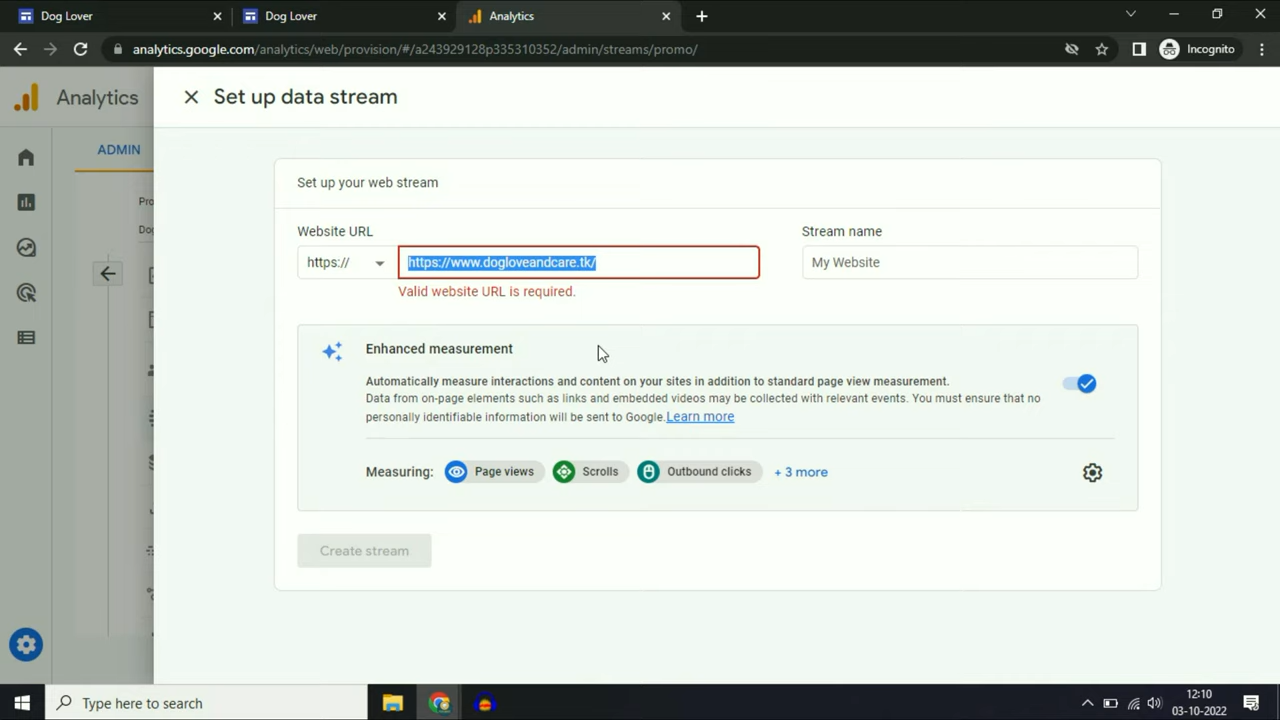 Dog Lover
Dog Lover
Analytics
analytics.google.com/analytics/web/provision/#/a243929128p335310352/admin/streams/promo/
Incognito
Analytics
Set up data stream
ADMIN
Set up your web stream
Pro
Website URL
Stream name
Do
https://
https://www.dogloveandcare.tk/
My Website
Valid website URL is required.
Enhanced measurement
Automatically measure interactions and content on your sites in addition to standard page view measurement.
Data from on-page elements such as links and embedded videos may be collected with relevant events. You must ensure that no
personally identifiable information will be sent to Google. Learn more
Measuring:
Page views
Scrolls
Outbound clicks
+ 3 more
Create stream
Type here to search
12:10
03-10-2022